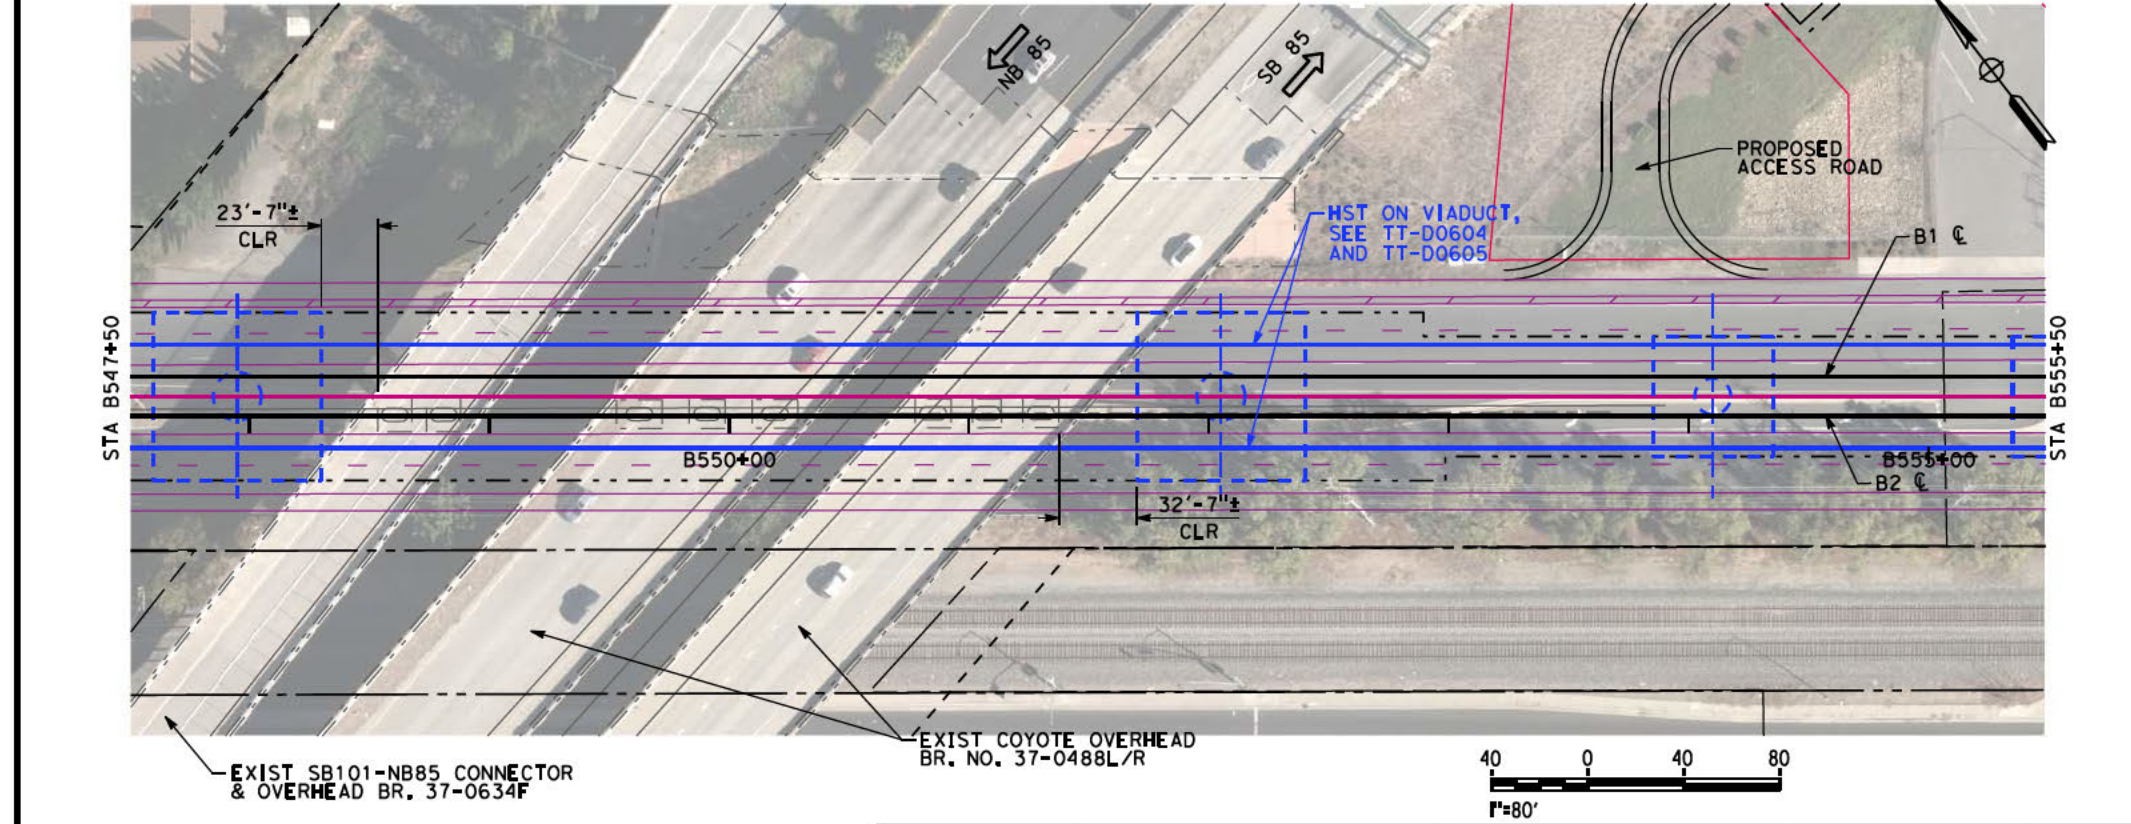 NB 85
SB 85
PROPOSED
ACCESS ROAD
23'-7"±
CLR
HST ON VIADUCT,
SEE TT-D0604
AND TT-D0605
B1 ℄
STA B547+50
STA B555+50
B550+00
B555+00
B2 ℄
32'-7"±
CLR
EXIST COYOTE OVERHEAD
BR. NO. 37-0488L/R
EXIST SB101-NB85 CONNECTOR
& OVERHEAD BR. 37-0634F
40 0 40 80
1"=80'